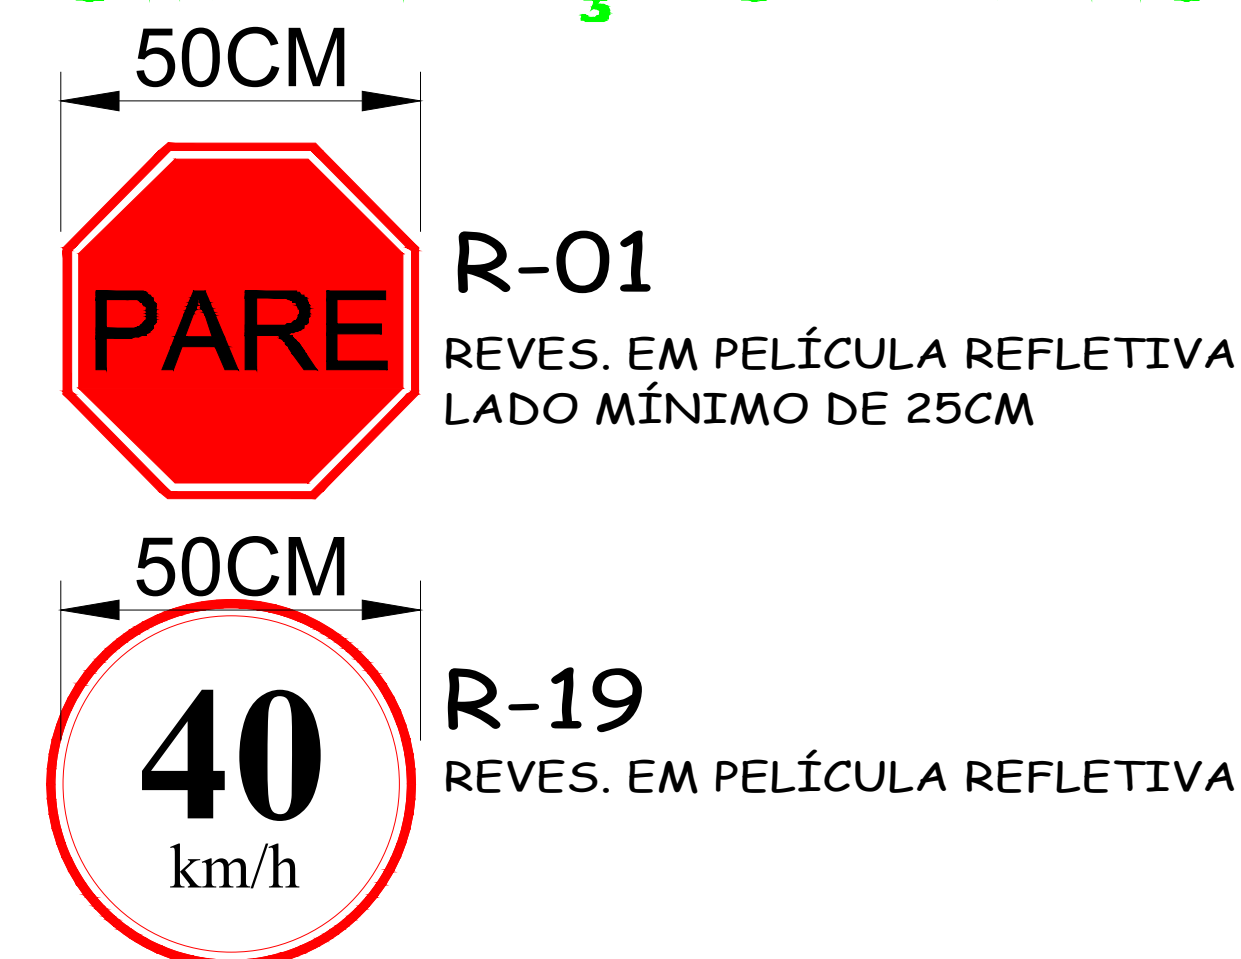 50CM
PARE
R-01
REVES. EM PELÍCULA REFLETIVA
LADO MÍNIMO DE 25CM
50CM
40
km/h
R-19
REVES. EM PELÍCULA REFLETIVA